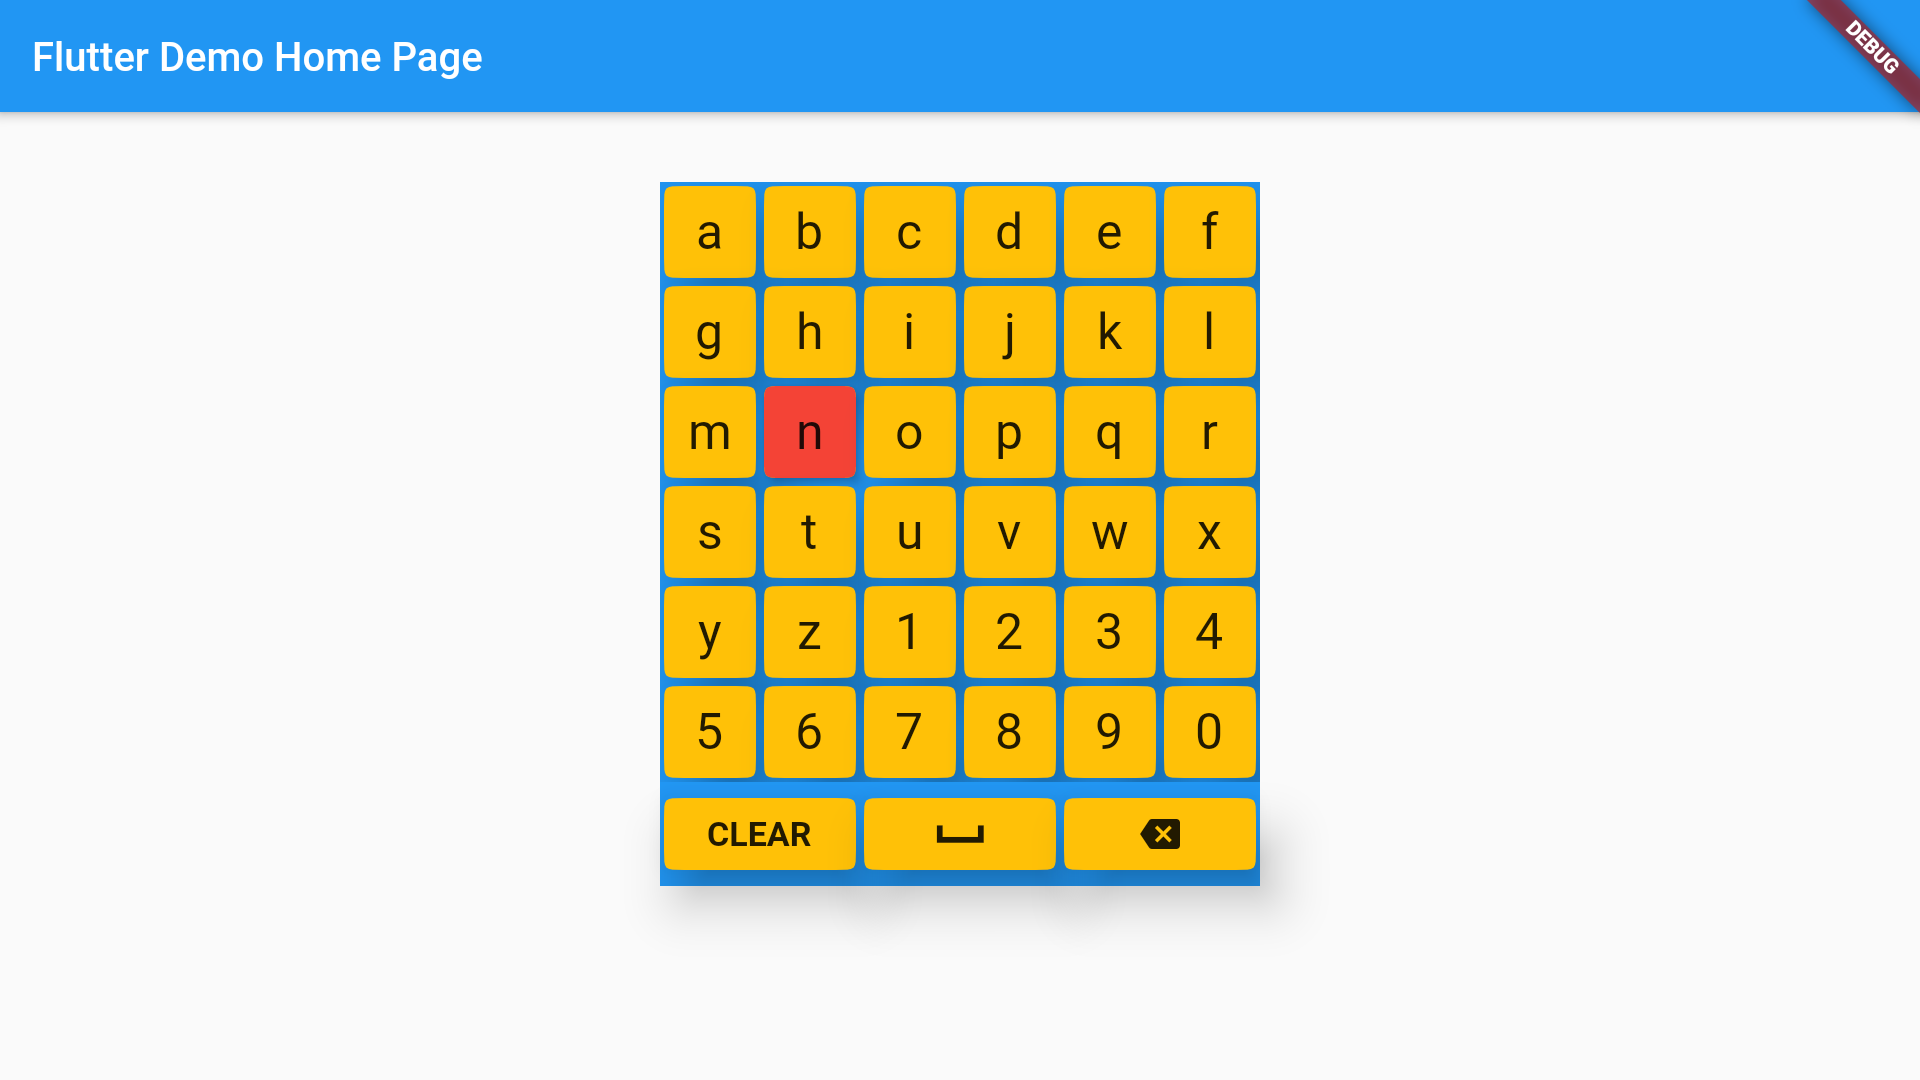 Flutter Demo Home Page
DEBUG
a b c d e f
g h i j k l
m n o p q r
s t u v w x
y z 1 2 3 4
5 6 7 8 9 0
CLEAR